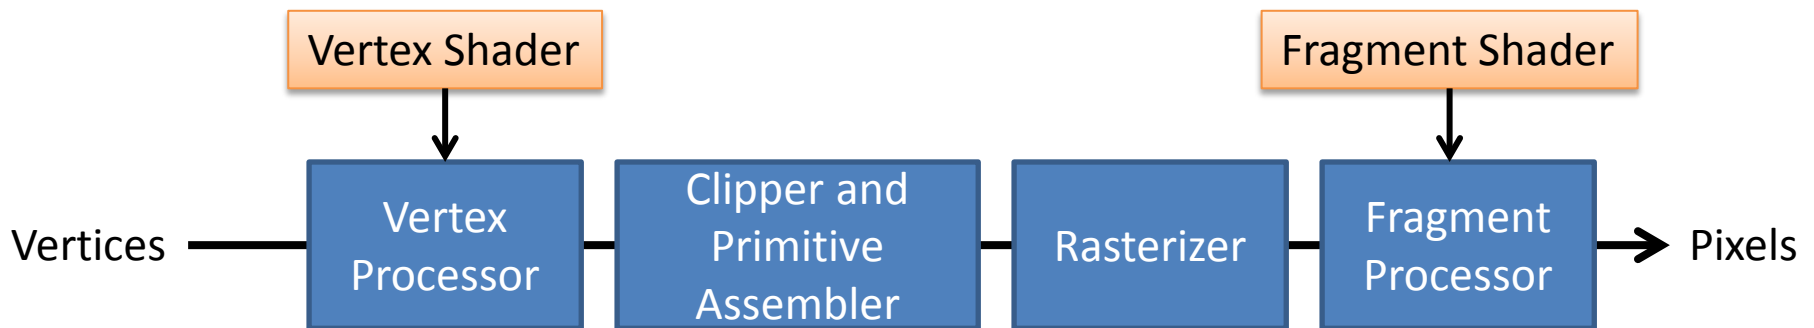 Vertex Shader
Fragment Shader
Vertices
Vertex
Processor
Clipper and
Primitive
Assembler
Rasterizer
Fragment
Processor
Pixels